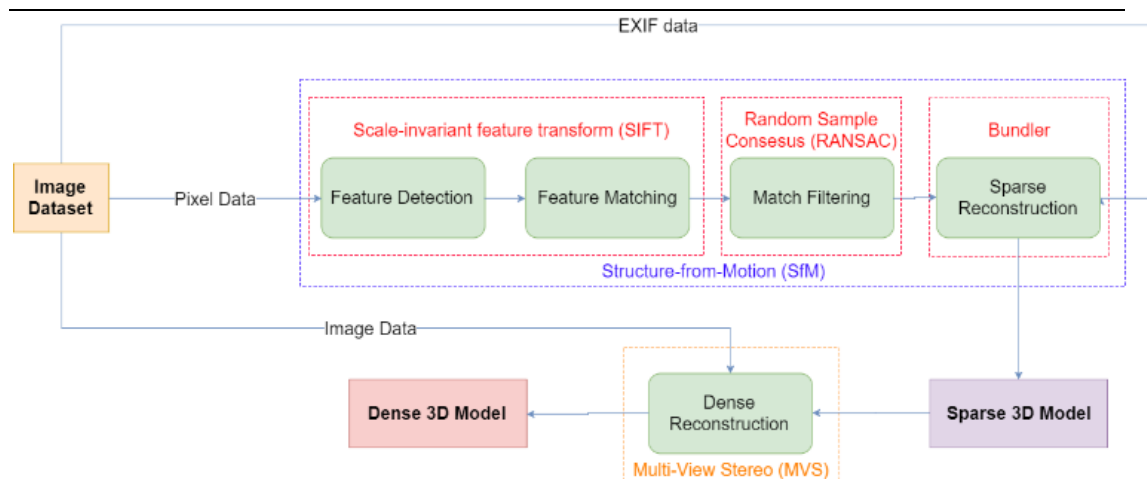 EXIF data
Scale-invariant feature transform (SIFT)
Random Sample
Consesus (RANSAC)
Bundler
Image
Dataset
Pixel Data
Feature Detection
Feature Matching
Match Filtering
Sparse
Reconstruction
Structure-from-Motion (SfM)
Image Data
Dense 3D Model
Dense
Reconstruction
Sparse 3D Model
Multi-View Stereo (MVS)